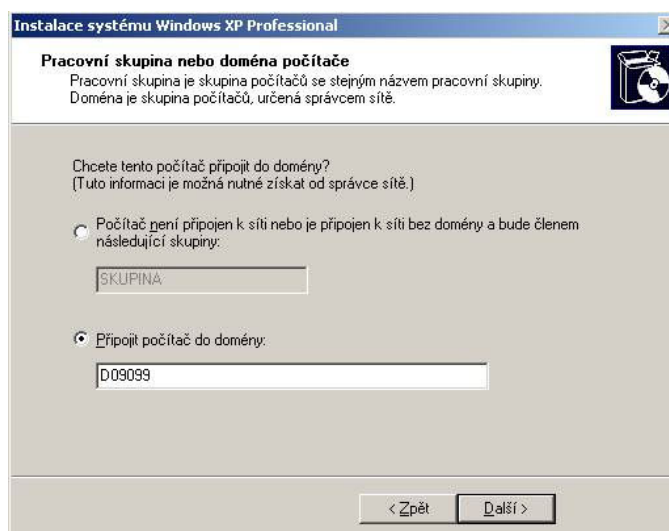 Instalace systému Windows XP Professional
Pracovní skupina nebo doména počítače
Pracovní skupina je skupina počítačů se stejným názvem pracovní skupiny.
Doména je skupina počítačů, určená správcem sítě.
Chcete tento počítač připojit do domény?
(Tuto informaci je možná nutné získat od správce sítě.)
Počítač není připojen k síti nebo je připojen k síti bez domény a bude členem
následující skupiny:
SKUPINA
Připojit počítač do domény:
D09099
< Zpět
Další >